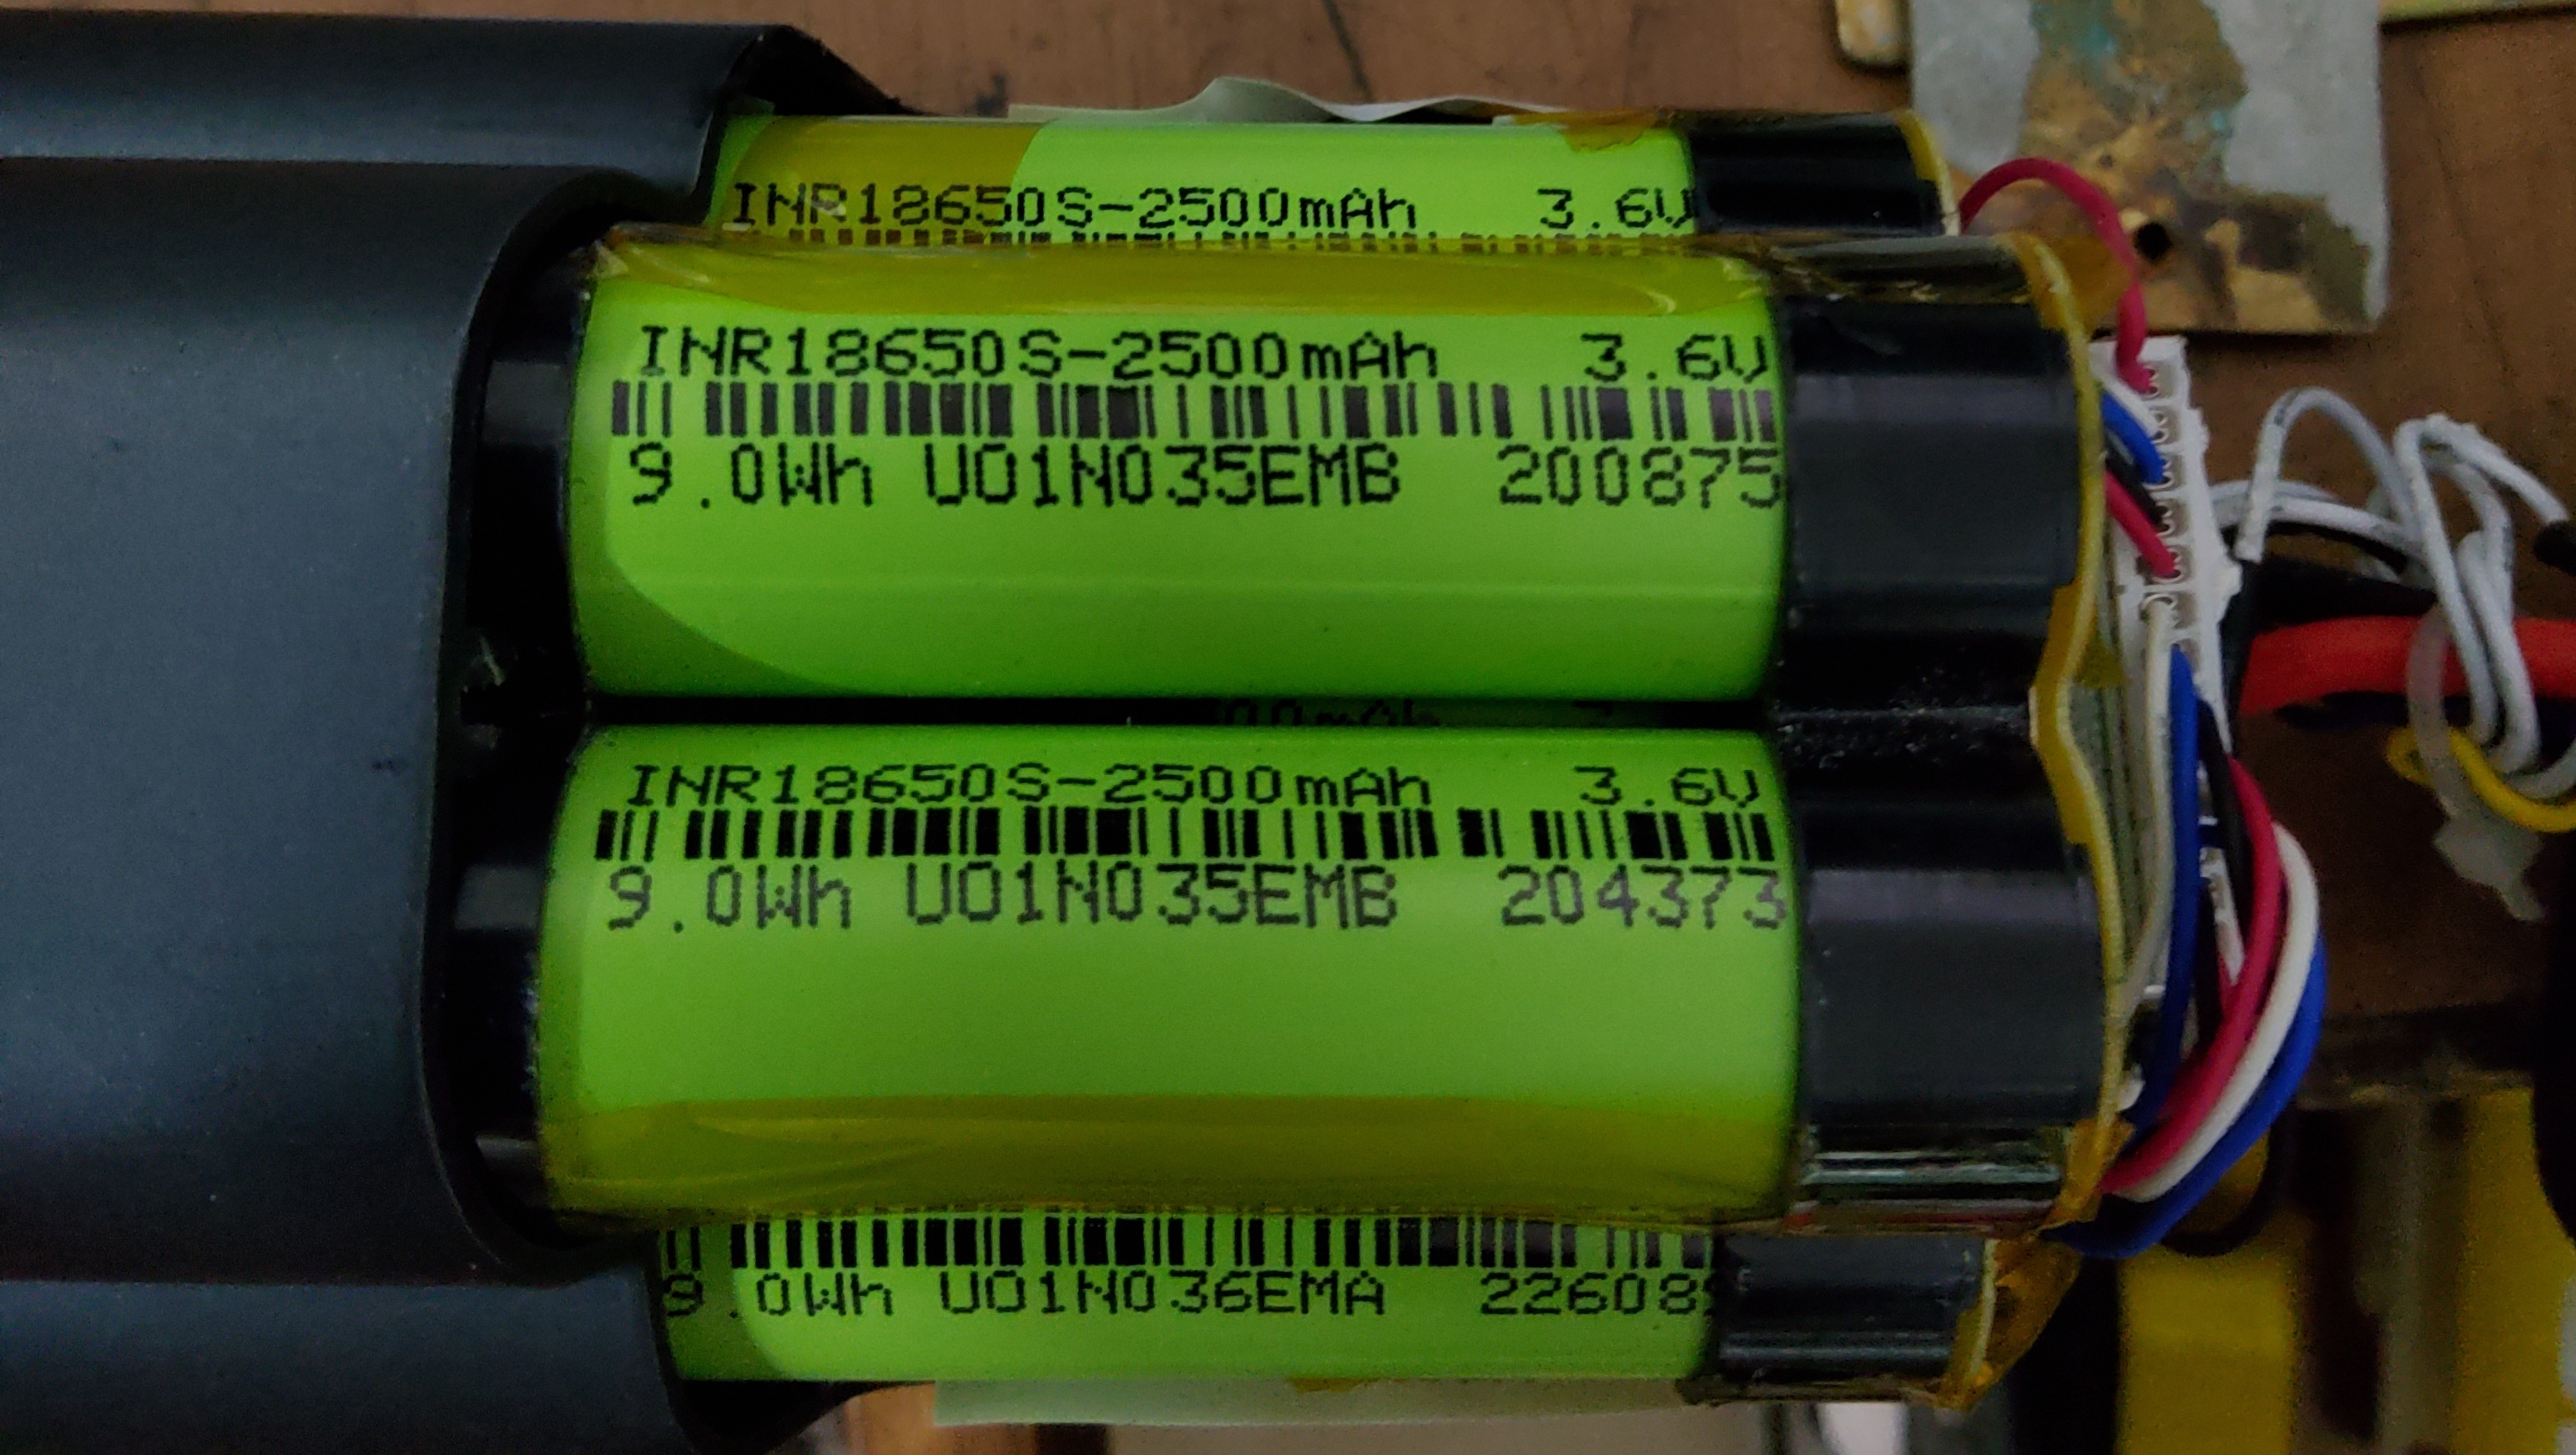 INR18650S-2500mAh 3.6V
INR18650S-2500mAh 3.6V
9.0Wh U01N035EMB 200875
00mAh
INR18650S-2500mAh 3.6V
9.0Wh U01N035EMB 204373
9.0Wh U01N036EMA 22608